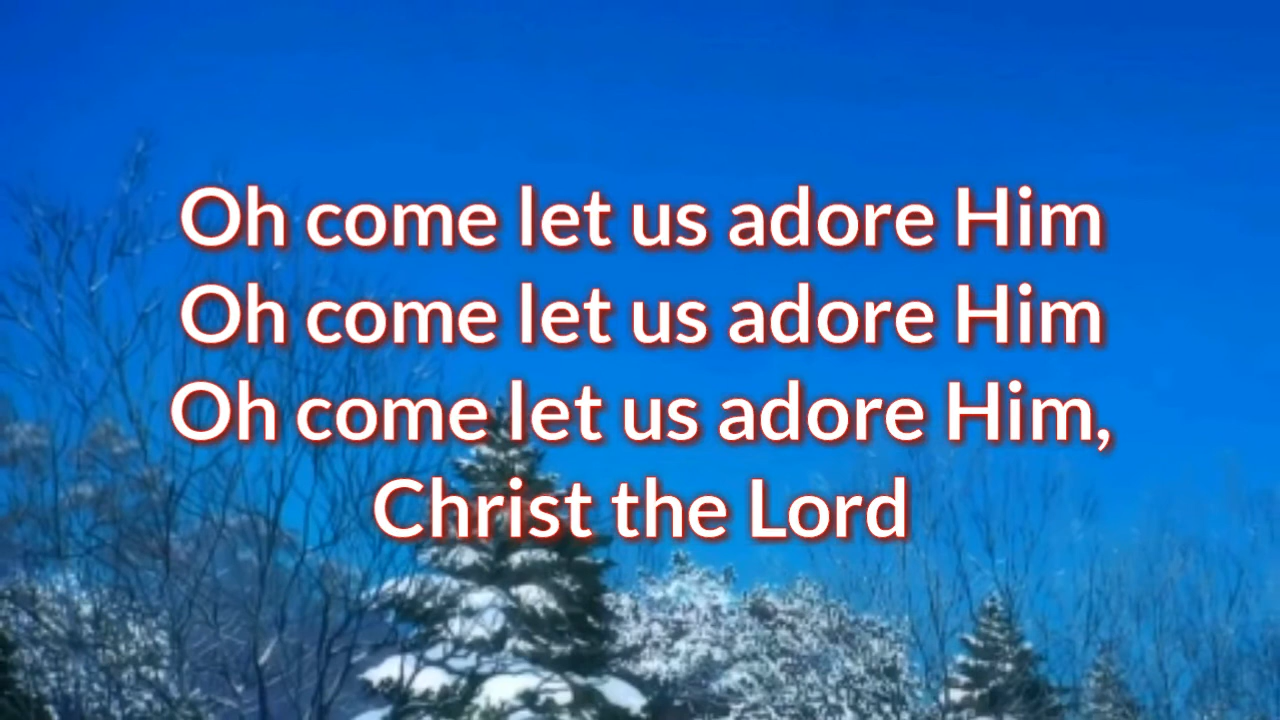 Oh come let us adore Him
Oh come let us adore Him
Oh come let us adore Him,
Christ the Lord